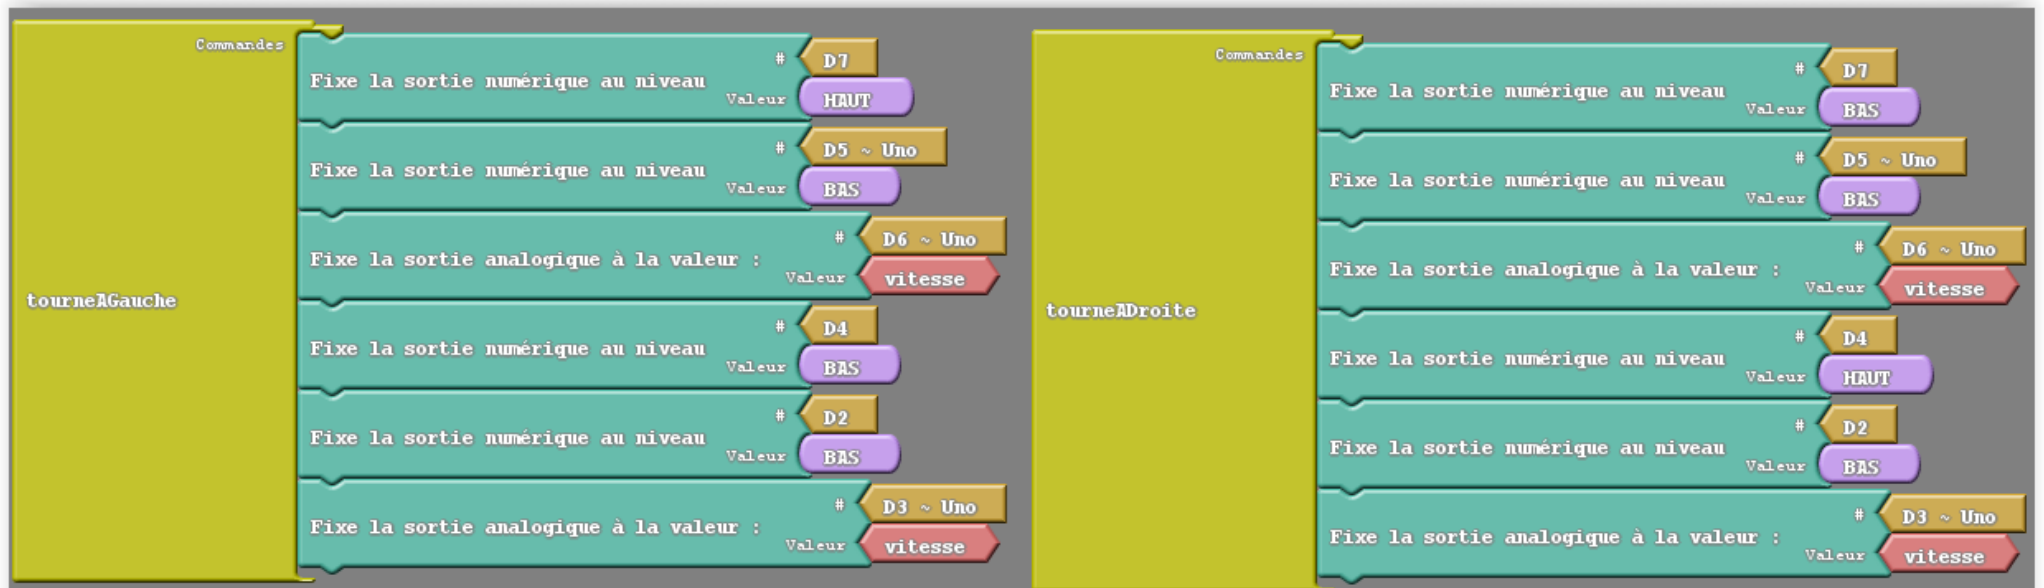 Commandes
tourneAGauche
Fixe la sortie numérique au niveau
# D7
Valeur HAUT
Fixe la sortie numérique au niveau
# D5 ~ Uno
Valeur BAS
Fixe la sortie analogique à la valeur :
# D6 ~ Uno
Valeur vitesse
Fixe la sortie numérique au niveau
# D4
Valeur BAS
Fixe la sortie numérique au niveau
# D2
Valeur BAS
Fixe la sortie analogique à la valeur :
# D3 ~ Uno
Valeur vitesse
Commandes
tourneADroite
Fixe la sortie numérique au niveau
# D7
Valeur BAS
Fixe la sortie numérique au niveau
# D5 ~ Uno
Valeur BAS
Fixe la sortie analogique à la valeur :
# D6 ~ Uno
Valeur vitesse
Fixe la sortie numérique au niveau
# D4
Valeur HAUT
Fixe la sortie numérique au niveau
# D2
Valeur BAS
Fixe la sortie analogique à la valeur :
# D3 ~ Uno
Valeur vitesse